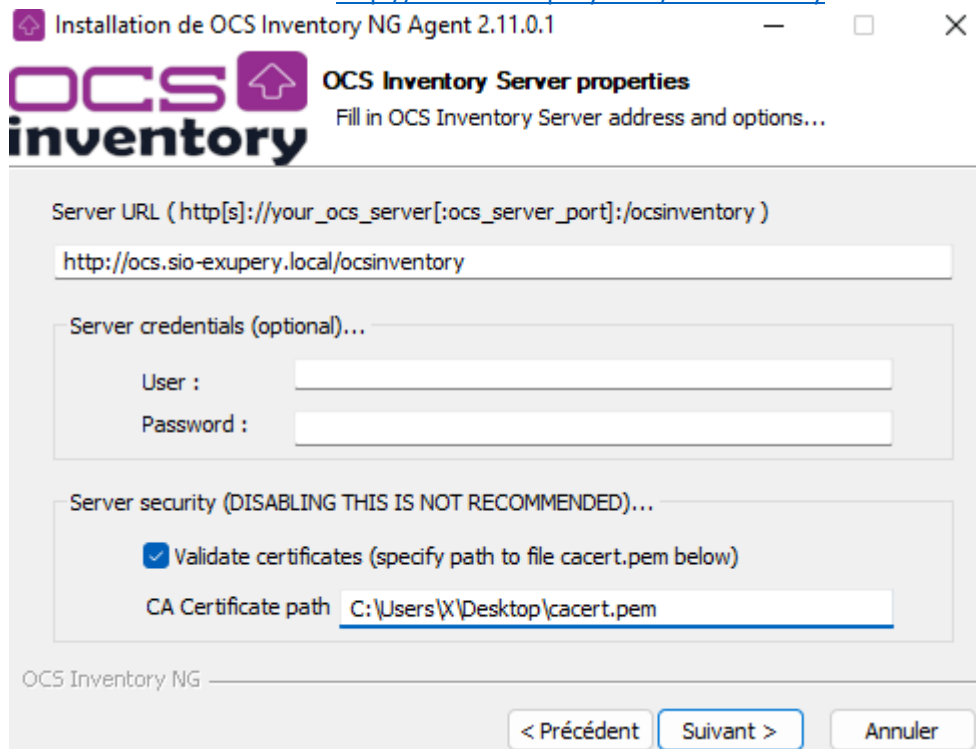 Installation de OCS Inventory NG Agent 2.11.0.1
OCS
inventory
OCS Inventory Server properties
Fill in OCS Inventory Server address and options...
Server URL ( http[s]://your_ocs_server[:ocs_server_port]:/ocsinventory )
http://ocs.sio-exupery.local/ocsinventory
Server credentials (optional)...
User :
Password :
Server security (DISABLING THIS IS NOT RECOMMENDED)...
Validate certificates (specify path to file cacert.pem below)
CA Certificate path C:\Users\X\Desktop\cacert.pem
OCS Inventory NG
< Précédent Suivant > Annuler